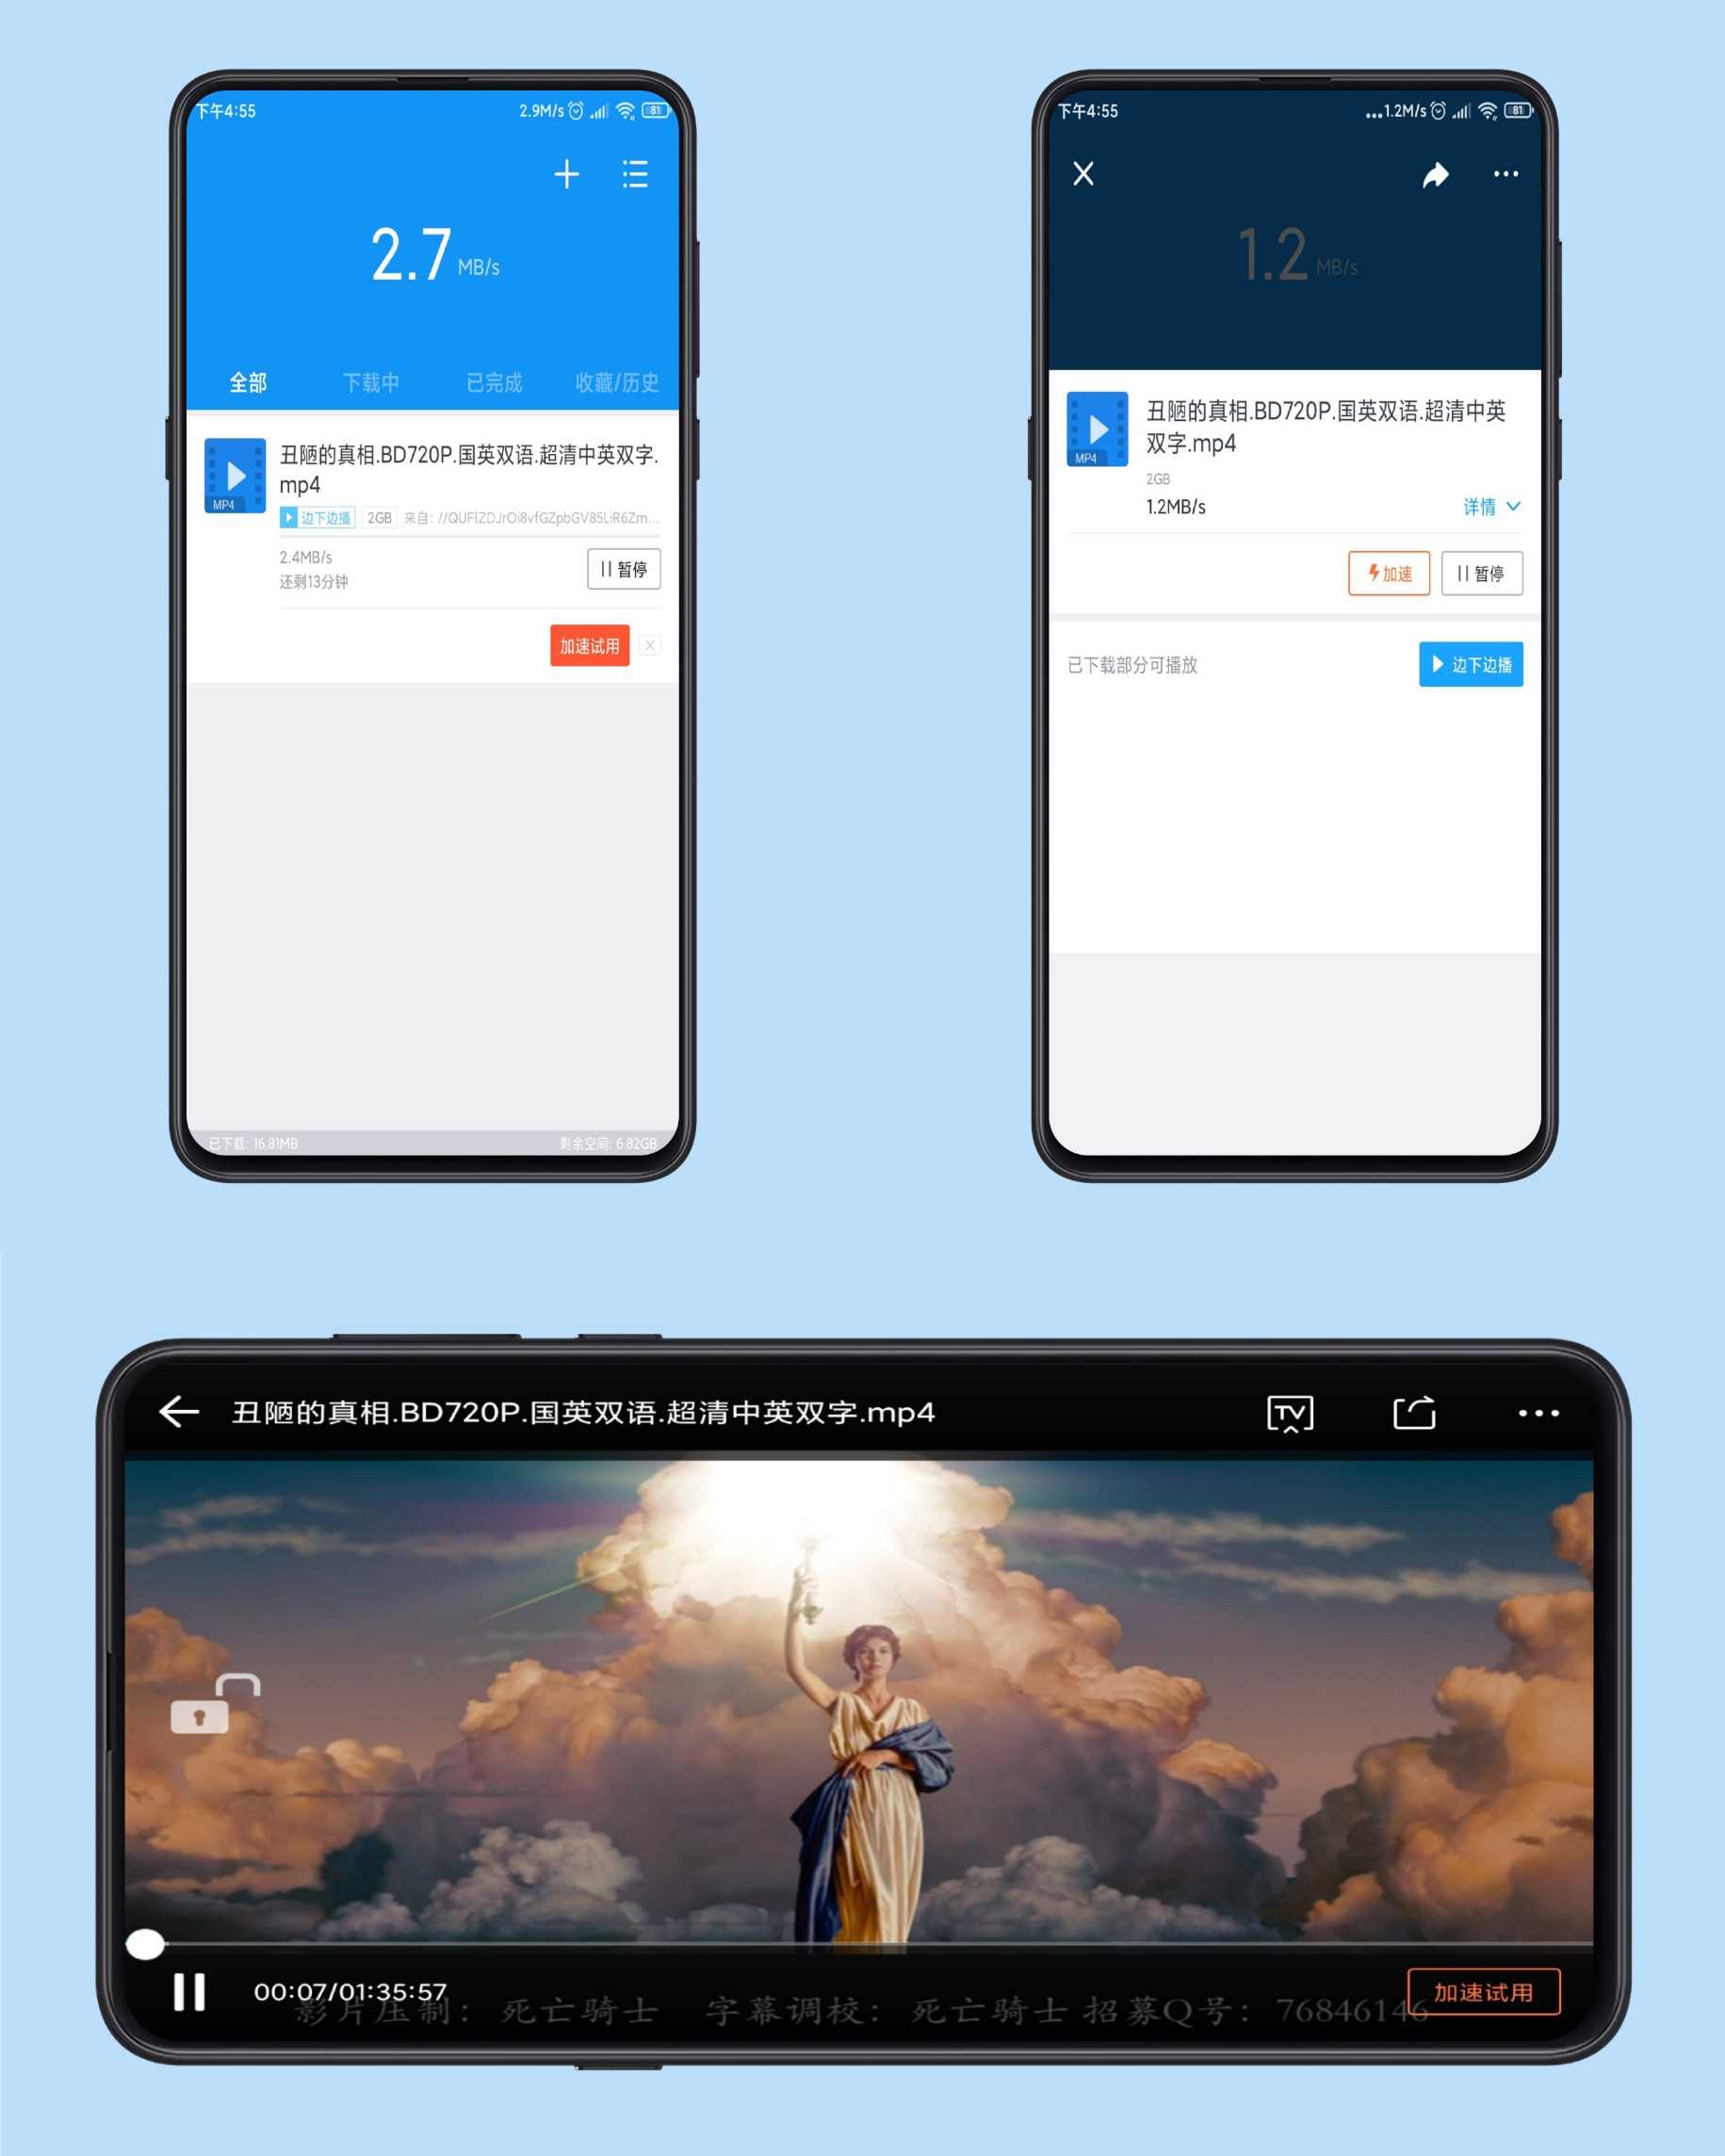 下午4:55
2.9M/s
81
2.7 MB/s
全部
下载中
已完成
收藏/历史
丑陋的真相.BD720P.国英双语.超清中英双字.
mp4
MP4
边下边播
2GB
来自: //QUFlZDJrOi8vfGZpbGV85LiR6Zm...
2.4MB/s
还剩13分钟
暂停
加速试用
已下载: 16.81MB
剩余空间: 6.82GB
下午4:55
...1.2M/s
81
1.2 MB/s
丑陋的真相.BD720P.国英双语.超清中英
双字.mp4
MP4
2GB
1.2MB/s
详情
加速
暂停
已下载部分可播放
边下边播
丑陋的真相.BD720P.国英双语.超清中英双字.mp4
TV
00:07/01:35:57
加速试用
影片压制：死亡骑士 字幕调校：死亡骑士 招募Q号：76846146